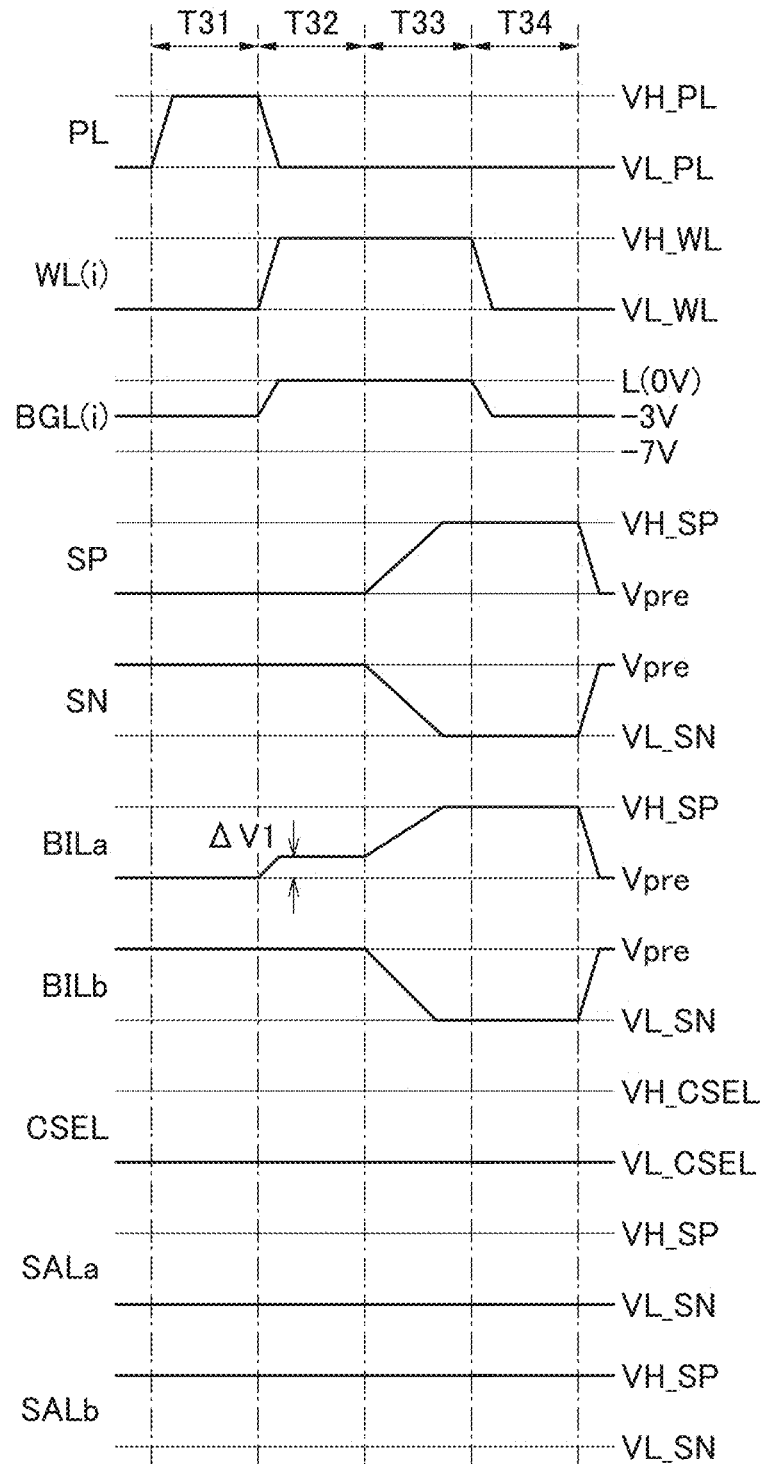 T31 T32 T33 T34
PL
VH_PL
VL_PL
WL(i)
VH_WL
VL_WL
BGL(i)
L(0V)
-3V
-7V
SP
VH_SP
Vpre
SN
Vpre
VL_SN
BILa
ΔV1
VH_SP
Vpre
BILb
Vpre
VL_SN
CSEL
VH_CSEL
VL_CSEL
SALa
VH_SP
VL_SN
SALb
VH_SP
VL_SN